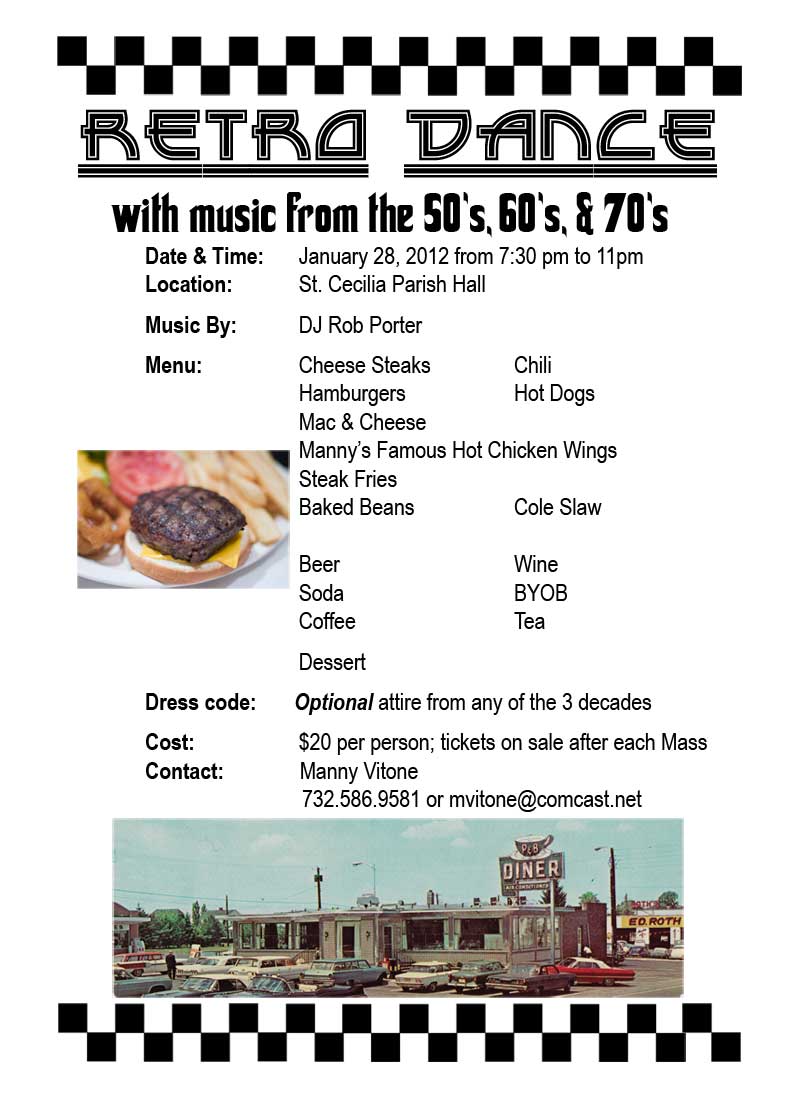 RETRO DANCE
with music from the 50's, 60's, & 70's
Date & Time: January 28, 2012 from 7:30 pm to 11pm
Location: St. Cecilia Parish Hall
Music By: DJ Rob Porter
Menu: Cheese Steaks Chili
Hamburgers Hot Dogs
Mac & Cheese
Manny's Famous Hot Chicken Wings
Steak Fries
Baked Beans Cole Slaw
Beer Wine
Soda BYOB
Coffee Tea
Dessert
Dress code: Optional attire from any of the 3 decades
Cost: $20 per person; tickets on sale after each Mass
Contact: Manny Vitone
732.586.9581 or mvitone@comcast.net
P&B
DINER
AIR CONDITIONED
ED. ROTH